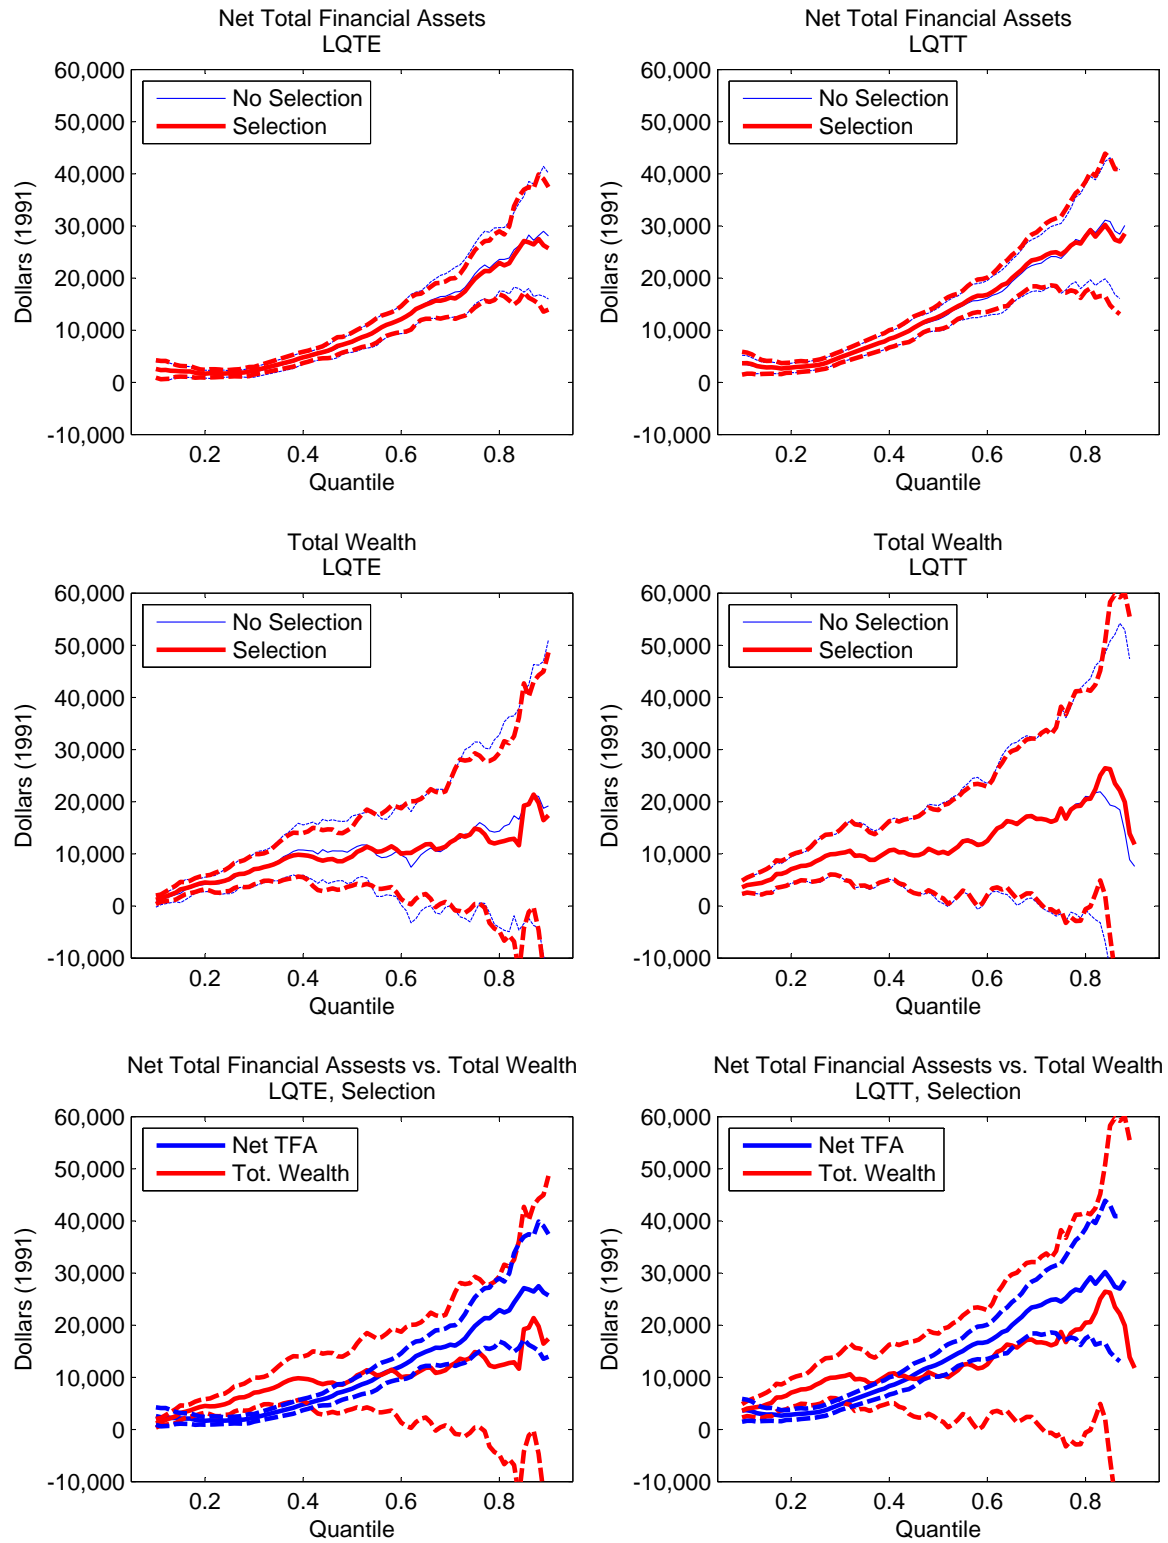 Net Total Financial Assets
LQTE
60,000
50,000
40,000
30,000
20,000
10,000
0
-10,000
Dollars (1991)
No Selection
Selection
0.2 0.4 0.6 0.8
Quantile
Net Total Financial Assets
LQTT
60,000
50,000
40,000
30,000
20,000
10,000
0
-10,000
Dollars (1991)
No Selection
Selection
0.2 0.4 0.6 0.8
Quantile
Total Wealth
LQTE
60,000
50,000
40,000
30,000
20,000
10,000
0
-10,000
Dollars (1991)
No Selection
Selection
0.2 0.4 0.6 0.8
Quantile
Total Wealth
LQTT
60,000
50,000
40,000
30,000
20,000
10,000
0
-10,000
Dollars (1991)
No Selection
Selection
0.2 0.4 0.6 0.8
Quantile
Net Total Financial Assests vs. Total Wealth
LQTE, Selection
60,000
50,000
40,000
30,000
20,000
10,000
0
-10,000
Dollars (1991)
Net TFA
Tot. Wealth
0.2 0.4 0.6 0.8
Quantile
Net Total Financial Assests vs. Total Wealth
LQTT, Selection
60,000
50,000
40,000
30,000
20,000
10,000
0
-10,000
Dollars (1991)
Net TFA
Tot. Wealth
0.2 0.4 0.6 0.8
Quantile